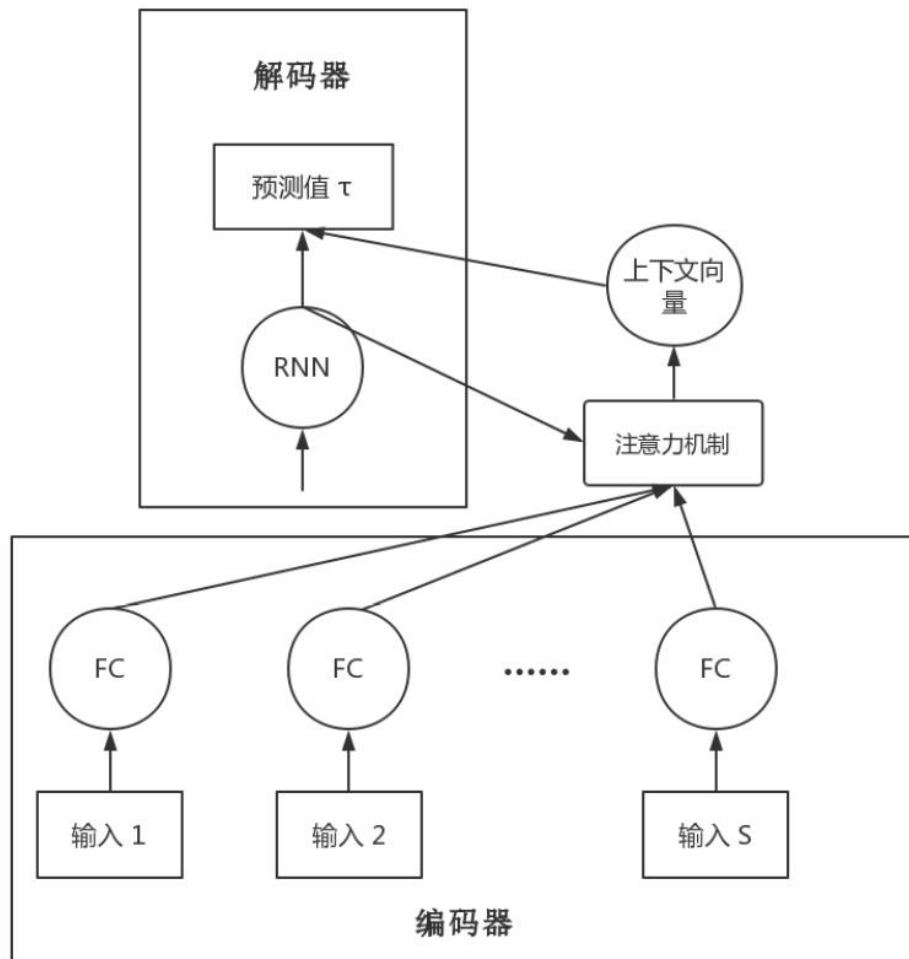 解码器
预测值 τ
上下文向
量
RNN
注意力机制
FC
FC
......
FC
输入 1
输入 2
输入 S
编码器